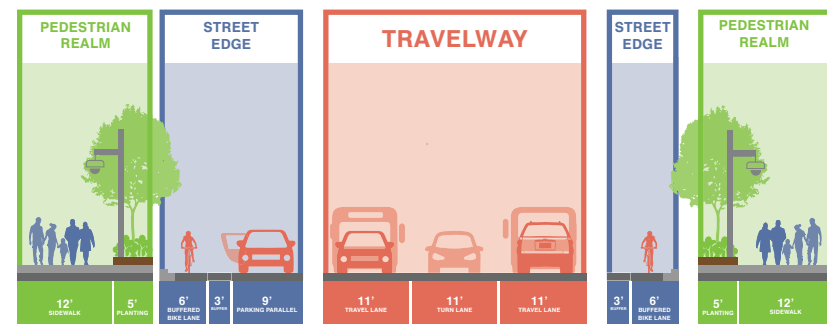 PEDESTRIAN
REALM
STREET
EDGE
TRAVELWAY
STREET
EDGE
PEDESTRIAN
REALM
12'
SIDEWALK
5'
PLANTING
6'
BUFFERED
BIKE LANE
3'
BUFFER
9'
PARKING PARALLEL
11'
TRAVEL LANE
11'
TURN LANE
11'
TRAVEL LANE
3'
BUFFER
6'
BUFFERED
BIKE LANE
5'
PLANTING
12'
SIDEWALK